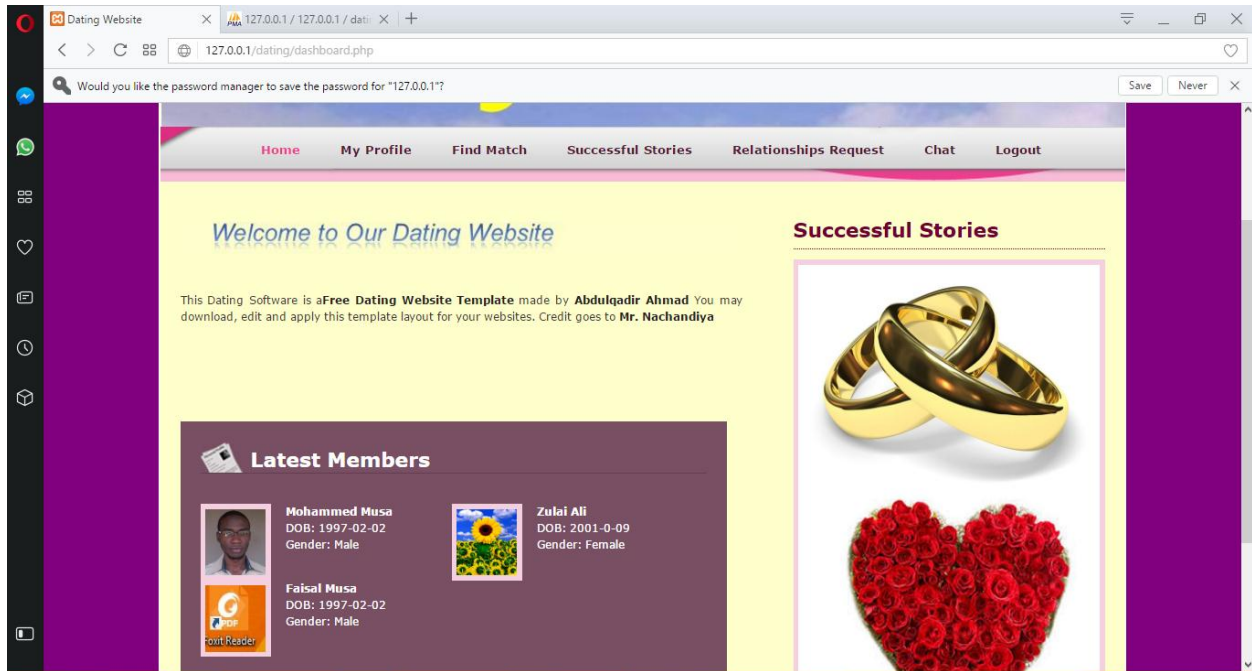 Dating Website
127.0.0.1 / 127.0.0.1 / dati
127.0.0.1/dating/dashboard.php
Would you like the password manager to save the password for "127.0.0.1"?
Save
Never
Home
My Profile
Find Match
Successful Stories
Relationships Request
Chat
Logout
Welcome to Our Dating Website
This Dating Software is aFree Dating Website Template made by Abdulqadir Ahmad You may
download, edit and apply this template layout for your websites. Credit goes to Mr. Nachandiya
Latest Members
Mohammed Musa
DOB: 1997-02-02
Gender: Male
Zulai Ali
DOB: 2001-0-09
Gender: Female
Faisal Musa
DOB: 1997-02-02
Gender: Male
PDF
Foxit Reader
Successful Stories